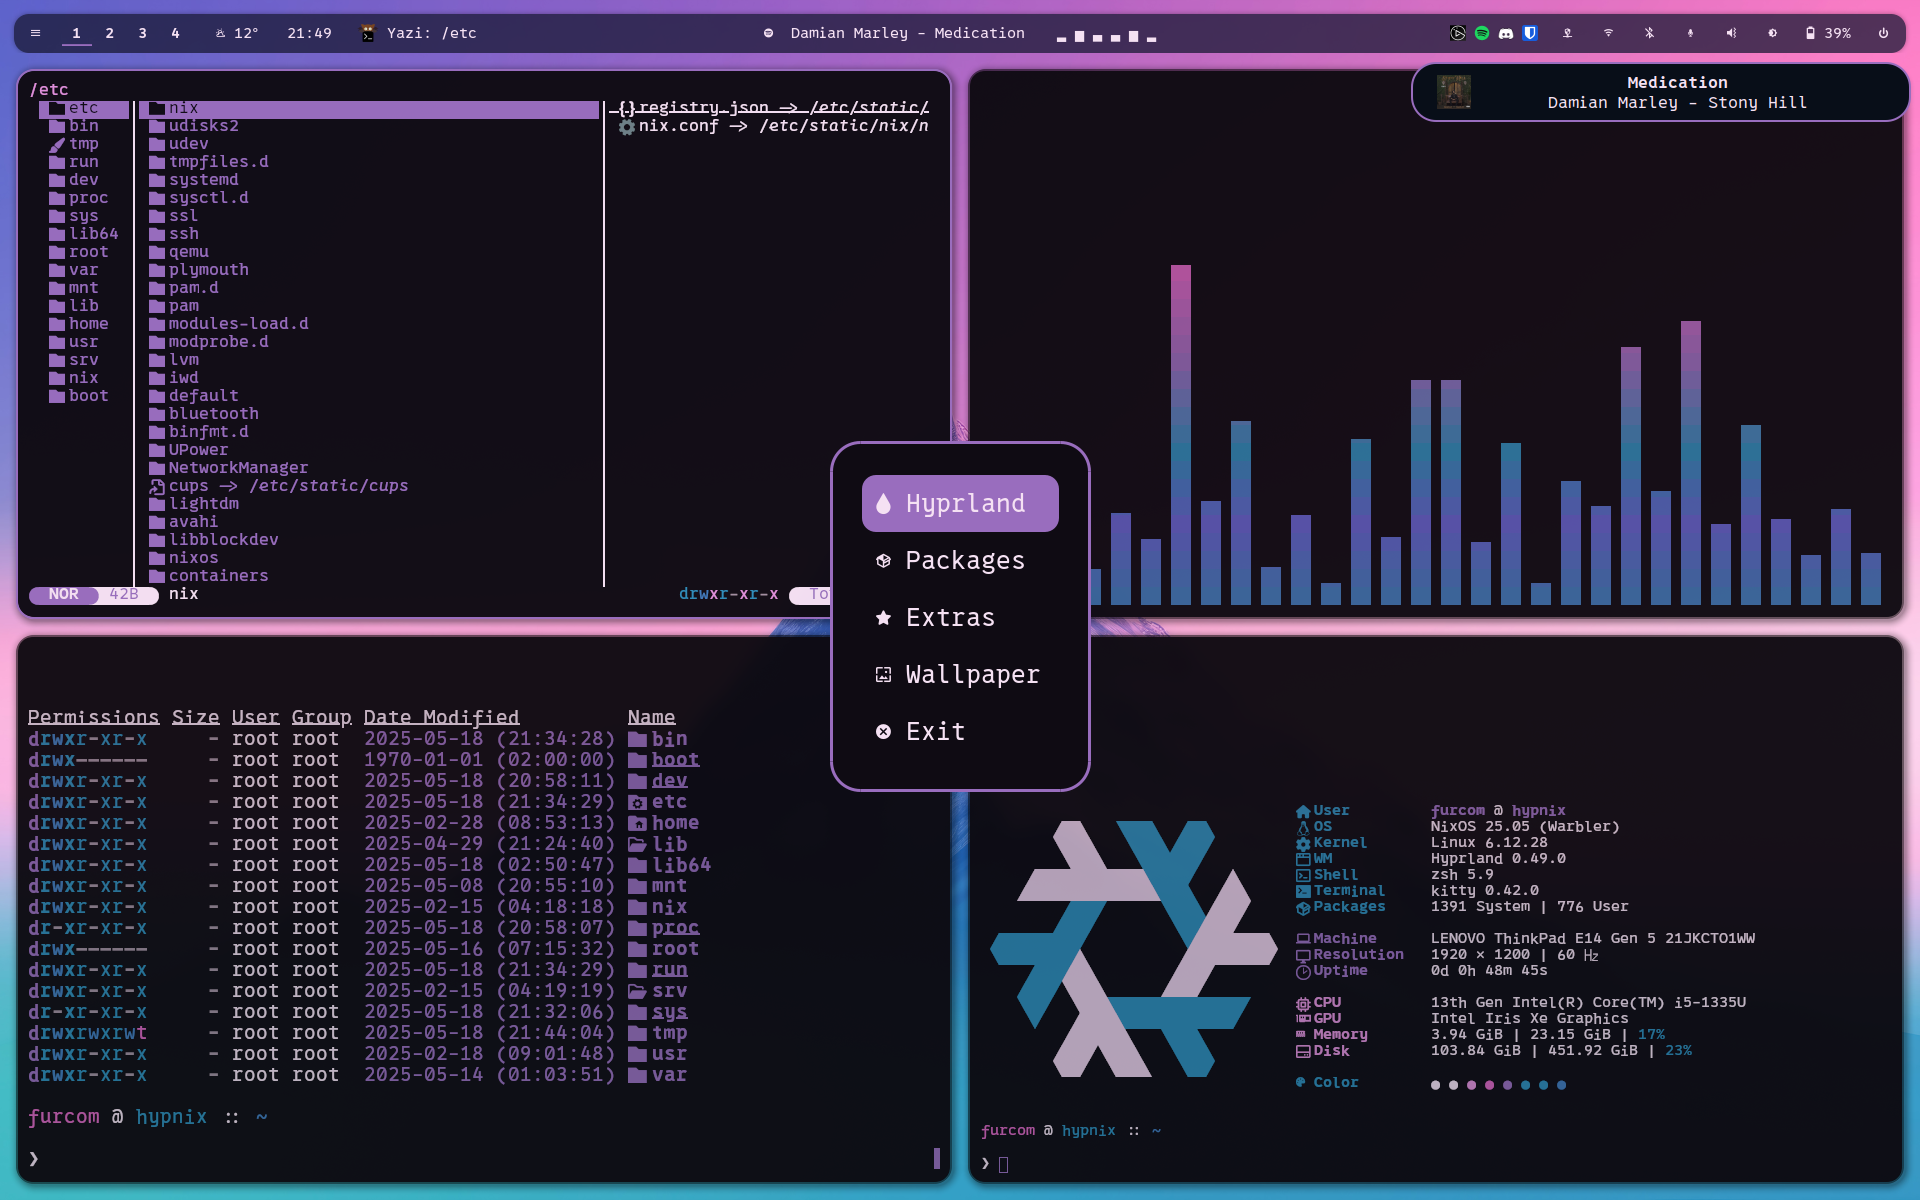 1 2 3 4 12° 21:49 Yazi: /etc
Damian Marley - Medication
39%
Medication
Damian Marley - Stony Hill
/etc
etc
bin
tmp
run
dev
proc
sys
lib64
root
var
mnt
lib
home
usr
srv
nix
boot
nix
udisks2
udev
tmpfiles.d
systemd
sysctl.d
ssl
ssh
qemu
plymouth
pam.d
pam
modules-load.d
modprobe.d
lvm
iwd
default
bluetooth
binfmt.d
UPower
NetworkManager
cups -> /etc/static/cups
lightdm
avahi
libblockdev
nixos
containers
{} registry.json -> /etc/static/
nix.conf -> /etc/static/nix/n
NOR 42B nix drwxr-xr-x To
Hyprland
Packages
Extras
Wallpaper
Exit
Permissions Size User Group Date Modified Name
drwxr-xr-x - root root 2025-05-18 (21:34:28) bin
drwx------ - root root 1970-01-01 (02:00:00) boot
drwxr-xr-x - root root 2025-05-18 (20:58:11) dev
drwxr-xr-x - root root 2025-05-18 (21:34:29) etc
drwxr-xr-x - root root 2025-02-28 (08:53:13) home
drwxr-xr-x - root root 2025-04-29 (21:24:40) lib
drwxr-xr-x - root root 2025-05-18 (02:50:47) lib64
drwxr-xr-x - root root 2025-05-08 (20:55:10) mnt
drwxr-xr-x - root root 2025-02-15 (04:18:18) nix
dr-xr-xr-x - root root 2025-05-18 (20:58:07) proc
drwx------ - root root 2025-05-16 (07:15:32) root
drwxr-xr-x - root root 2025-05-18 (21:34:29) run
drwxr-xr-x - root root 2025-02-15 (04:19:19) srv
dr-xr-xr-x - root root 2025-05-18 (21:32:06) sys
drwxrwxrwt - root root 2025-05-18 (21:44:04) tmp
drwxr-xr-x - root root 2025-02-18 (09:01:48) usr
drwxr-xr-x - root root 2025-05-14 (01:03:51) var
furcom @ hypnix :: ~
❯
User furcom @ hypnix
OS NixOS 25.05 (Warbler)
Kernel Linux 6.12.28
WM Hyprland 0.49.0
Shell zsh 5.9
Terminal kitty 0.42.0
Packages 1391 System | 776 User
Machine LENOVO ThinkPad E14 Gen 5 21JKCTO1WW
Resolution 1920 × 1200 | 60 Hz
Uptime 0d 0h 48m 45s
CPU 13th Gen Intel(R) Core(TM) i5-1335U
GPU Intel Iris Xe Graphics
Memory 3.94 GiB | 23.15 GiB | 17%
Disk 103.84 GiB | 451.92 GiB | 23%
Color
furcom @ hypnix :: ~
❯